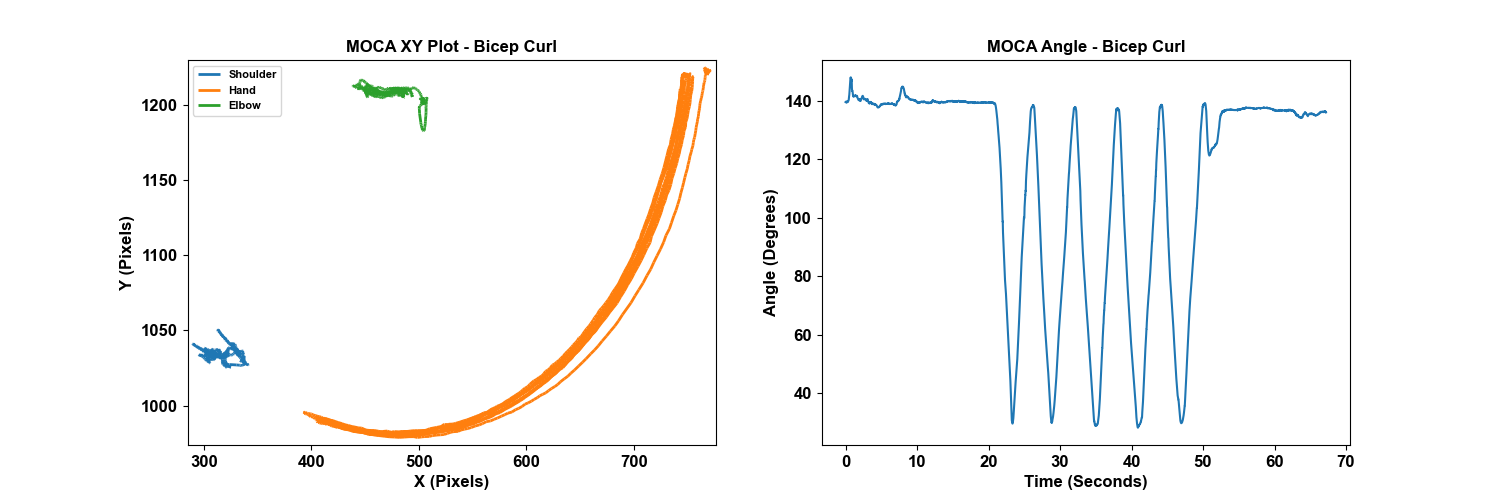 MOCA XY Plot - Bicep Curl
Shoulder
Hand
Elbow
1200
1150
1100
1050
1000
Y (Pixels)
300 400 500 600 700
X (Pixels)
MOCA Angle - Bicep Curl
140
120
100
80
60
40
Angle (Degrees)
0 10 20 30 40 50 60 70
Time (Seconds)